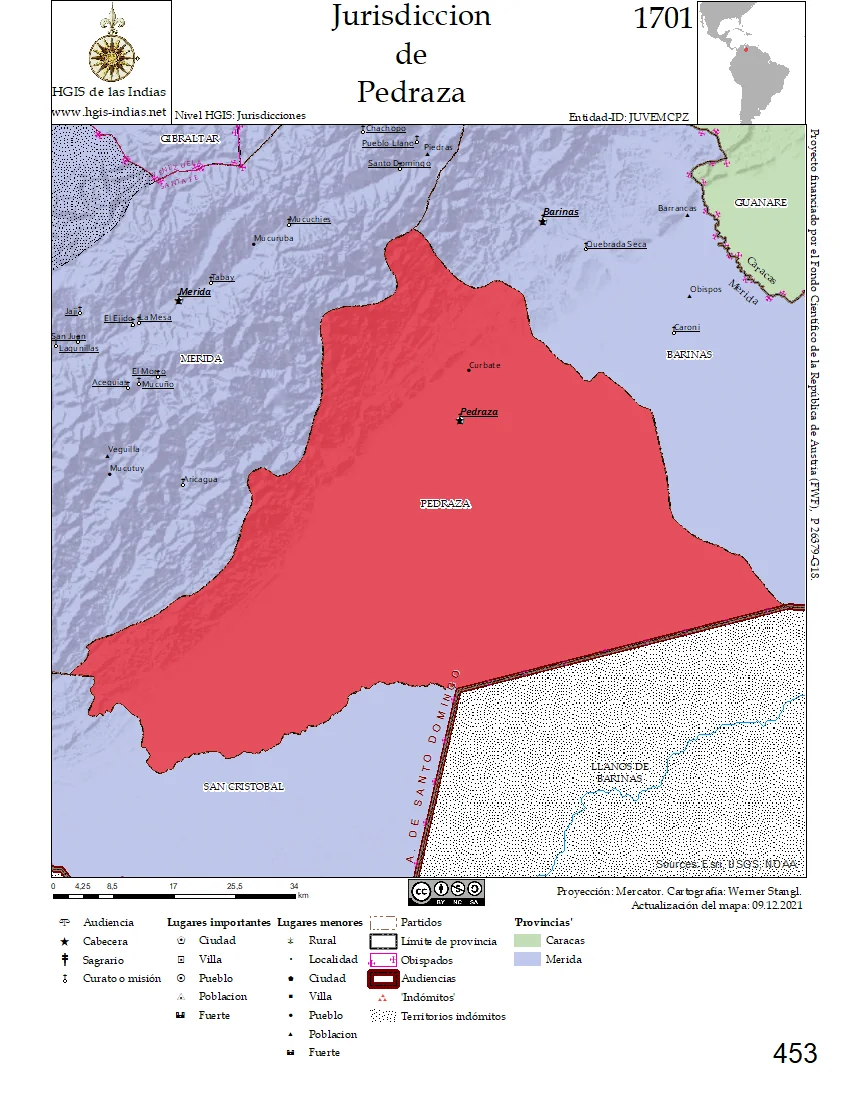 Jurisdiccion
de
Pedraza
1701
HGIS de las Indias
www.hgis-indias.net
Nivel HGIS: Jurisdicciones
Entidad-ID: JUVEMCPZ
GIBRALTAR
Chachopo
Pueblo Llano
Piedras
Santo Domingo
Mucuchies
Mucuruba
Barinas
Barrancas
GUANARE
Quebrada Seca
Caracas
Merida
Tabay
Merida
Obispos
Jaji
El Ejido
La Mesa
Caroni
San Juan
Lagunillas
MERIDA
BARINAS
Curbate
El Morro
Acequias
Mucuño
Pedraza
Veguilla
Mucutuy
Aricagua
PEDRAZA
A. DE SANTO DOMINGO
SAN CRISTOBAL
LLANOS DE
BARINAS
Sources: Esri, USGS, NOAA
Proyecto financiado por el Fondo Científico de la República de Austria (FWF), P 26379-G18.
0 4,25 8,5 17 25,5 34
km
cc BY NC SA
Proyección: Mercator. Cartografía: Werner Stangl.
Actualización del mapa: 09.12.2021
Audiencia
Cabecera
Sagrario
Curato o misión
Lugares importantes
Ciudad
Villa
Pueblo
Poblacion
Fuerte
Lugares menores
Rural
Localidad
Ciudad
Villa
Pueblo
Poblacion
Fuerte
Partidos
Límite de provincia
Obispados
Audiencias
'Indómitos'
Territorios indómitos
'Provincias'
Caracas
Merida
453